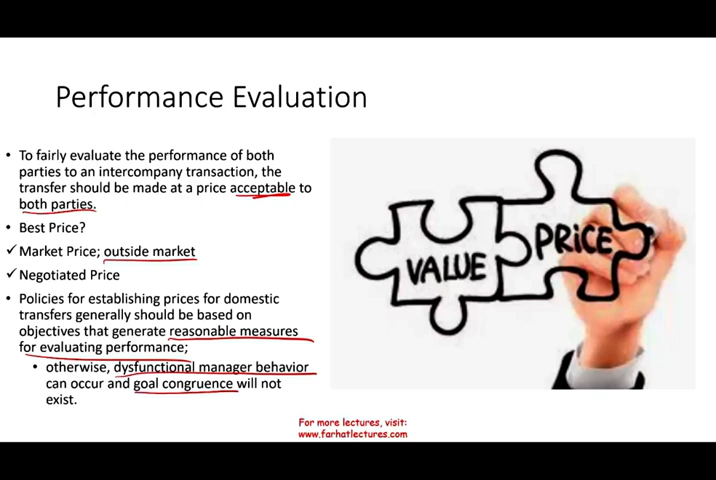 Performance Evaluation
• To fairly evaluate the performance of both
parties to an intercompany transaction, the
transfer should be made at a price acceptable to
both parties.
• Best Price?
✓ Market Price; outside market
✓ Negotiated Price
• Policies for establishing prices for domestic
transfers generally should be based on
objectives that generate reasonable measures
for evaluating performance;
• otherwise, dysfunctional manager behavior
can occur and goal congruence will not
exist.
VALUE
PRiCE
For more lectures, visit:
www.farhatlectures.com